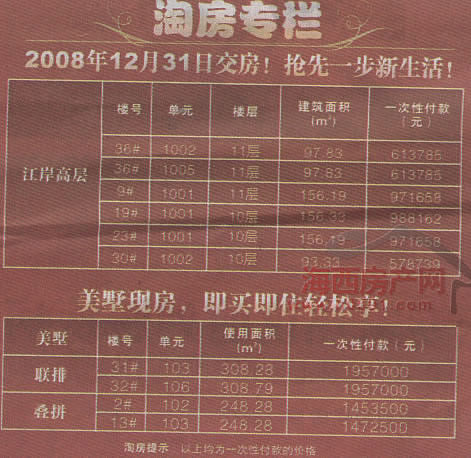 淘房专栏
2008年12月31日交房！抢先一步新生活！
楼号 单元 楼层 建筑面积(㎡) 一次性付款(元)
江岸高层
36# 1002 11层 97.83 613785
36# 1005 11层 97.83 613785
9# 1001 11层 156.19 971658
19# 1001 10层 156.33 988162
23# 1001 10层 156.19 971658
30# 1002 10层 93.33 578739
海西房产网
美墅现房，即买即住轻松享！
美墅 楼号 单元 使用面积(㎡) 一次性付款（元）
联排 31# 103 308.28 1957000
32# 106 308.79 1957000
叠拼 2# 102 248.28 1453500
13# 103 248.28 1472500
淘房提示 以上均为一次性付款的价格